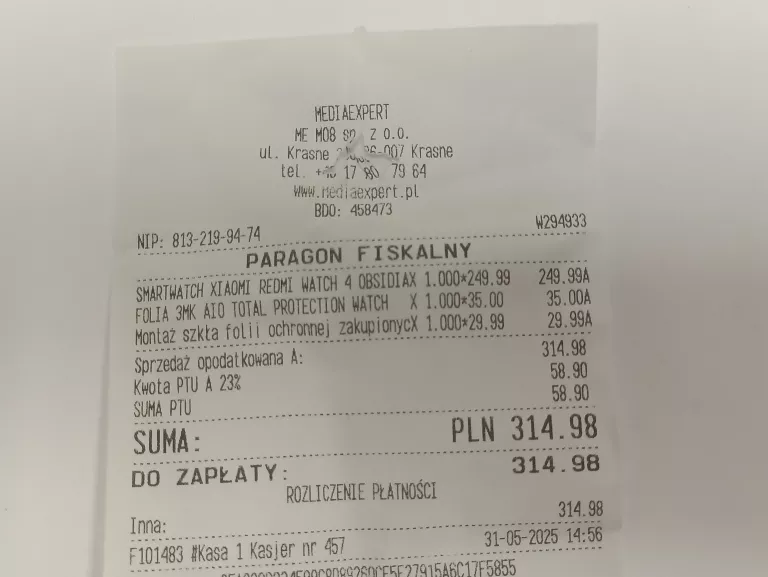 MEDIAEXPERT
ME M08 Sp. Z O.O.
ul. Krasne Krasne
tel. 17 79 64
www.mediaexpert.pl
BDO: 458473
NIP: 813-219-94-74 W294933
PARAGON FISKALNY
SMARTWATCH XIAOMI REDMI WATCH 4 OBSIDIAX 1.000*249.99 249.99A
FOLIA 3MK AIO TOTAL PROTECTION WATCH X 1.000*35.00 35.00A
Montaż szkła folii ochronnej zakupionycX 1.000*29.99 29.99A
Sprzedaż opodatkowana A: 314.98
Kwota PTU A 23% 58.90
SUMA PTU 58.90
SUMA: PLN 314.98
DO ZAPŁATY: 314.98
ROZLICZENIE PŁATNOŚCI
Inna: 314.98
F101483 #Kasa 1 Kasjer nr 457 31-05-2025 14:56